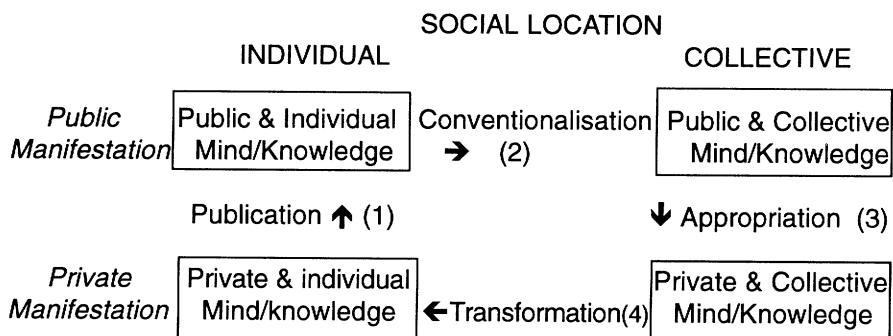 SOCIAL LOCATION
INDIVIDUAL COLLECTIVE
Public Manifestation
Public & Individual Mind/Knowledge
Conventionalisation
→ (2)
Public & Collective Mind/Knowledge
Publication ↑ (1)
↓ Appropriation (3)
Private Manifestation
Private & individual Mind/knowledge
←Transformation(4)
Private & Collective Mind/Knowledge